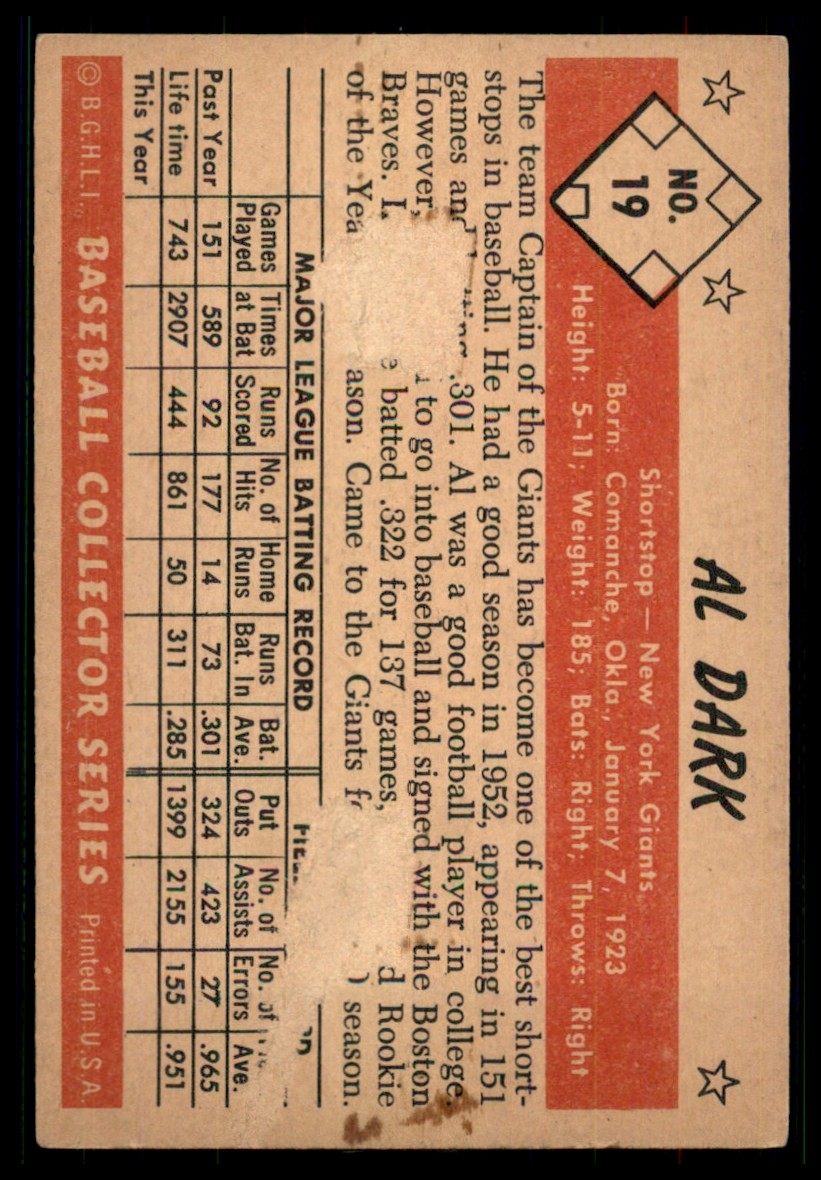 AL DARK
NO.
19
Shortstop — New York Giants
Born: Comanche, Okla., January 7, 1923
Height: 5-11; Weight: 185; Bats: Right; Throws: Right
The team Captain of the Giants has become one of the best short-
stops in baseball. He had a good season in 1952, appearing in 151
games and .301. Al was a good football player in college.
However, to go into baseball and signed with the Boston
Braves. batted .322 for 137 games, Rookie
of the Came to the Giants season.
MAJOR LEAGUE BATTING RECORD
Games Played Times at Bat Runs Scored No. of Hits Home Runs Runs Bat. In Bat. Ave. Put Outs No. of Assists No. of Errors Ave.
Past Year 151 589 92 177 14 73 .301 324 423 27 .965
Life time 743 2907 444 861 50 311 .285 1399 2155 155 .951
This Year
© B.G.H.L.I., BASEBALL COLLECTOR SERIES Printed in U.S.A.